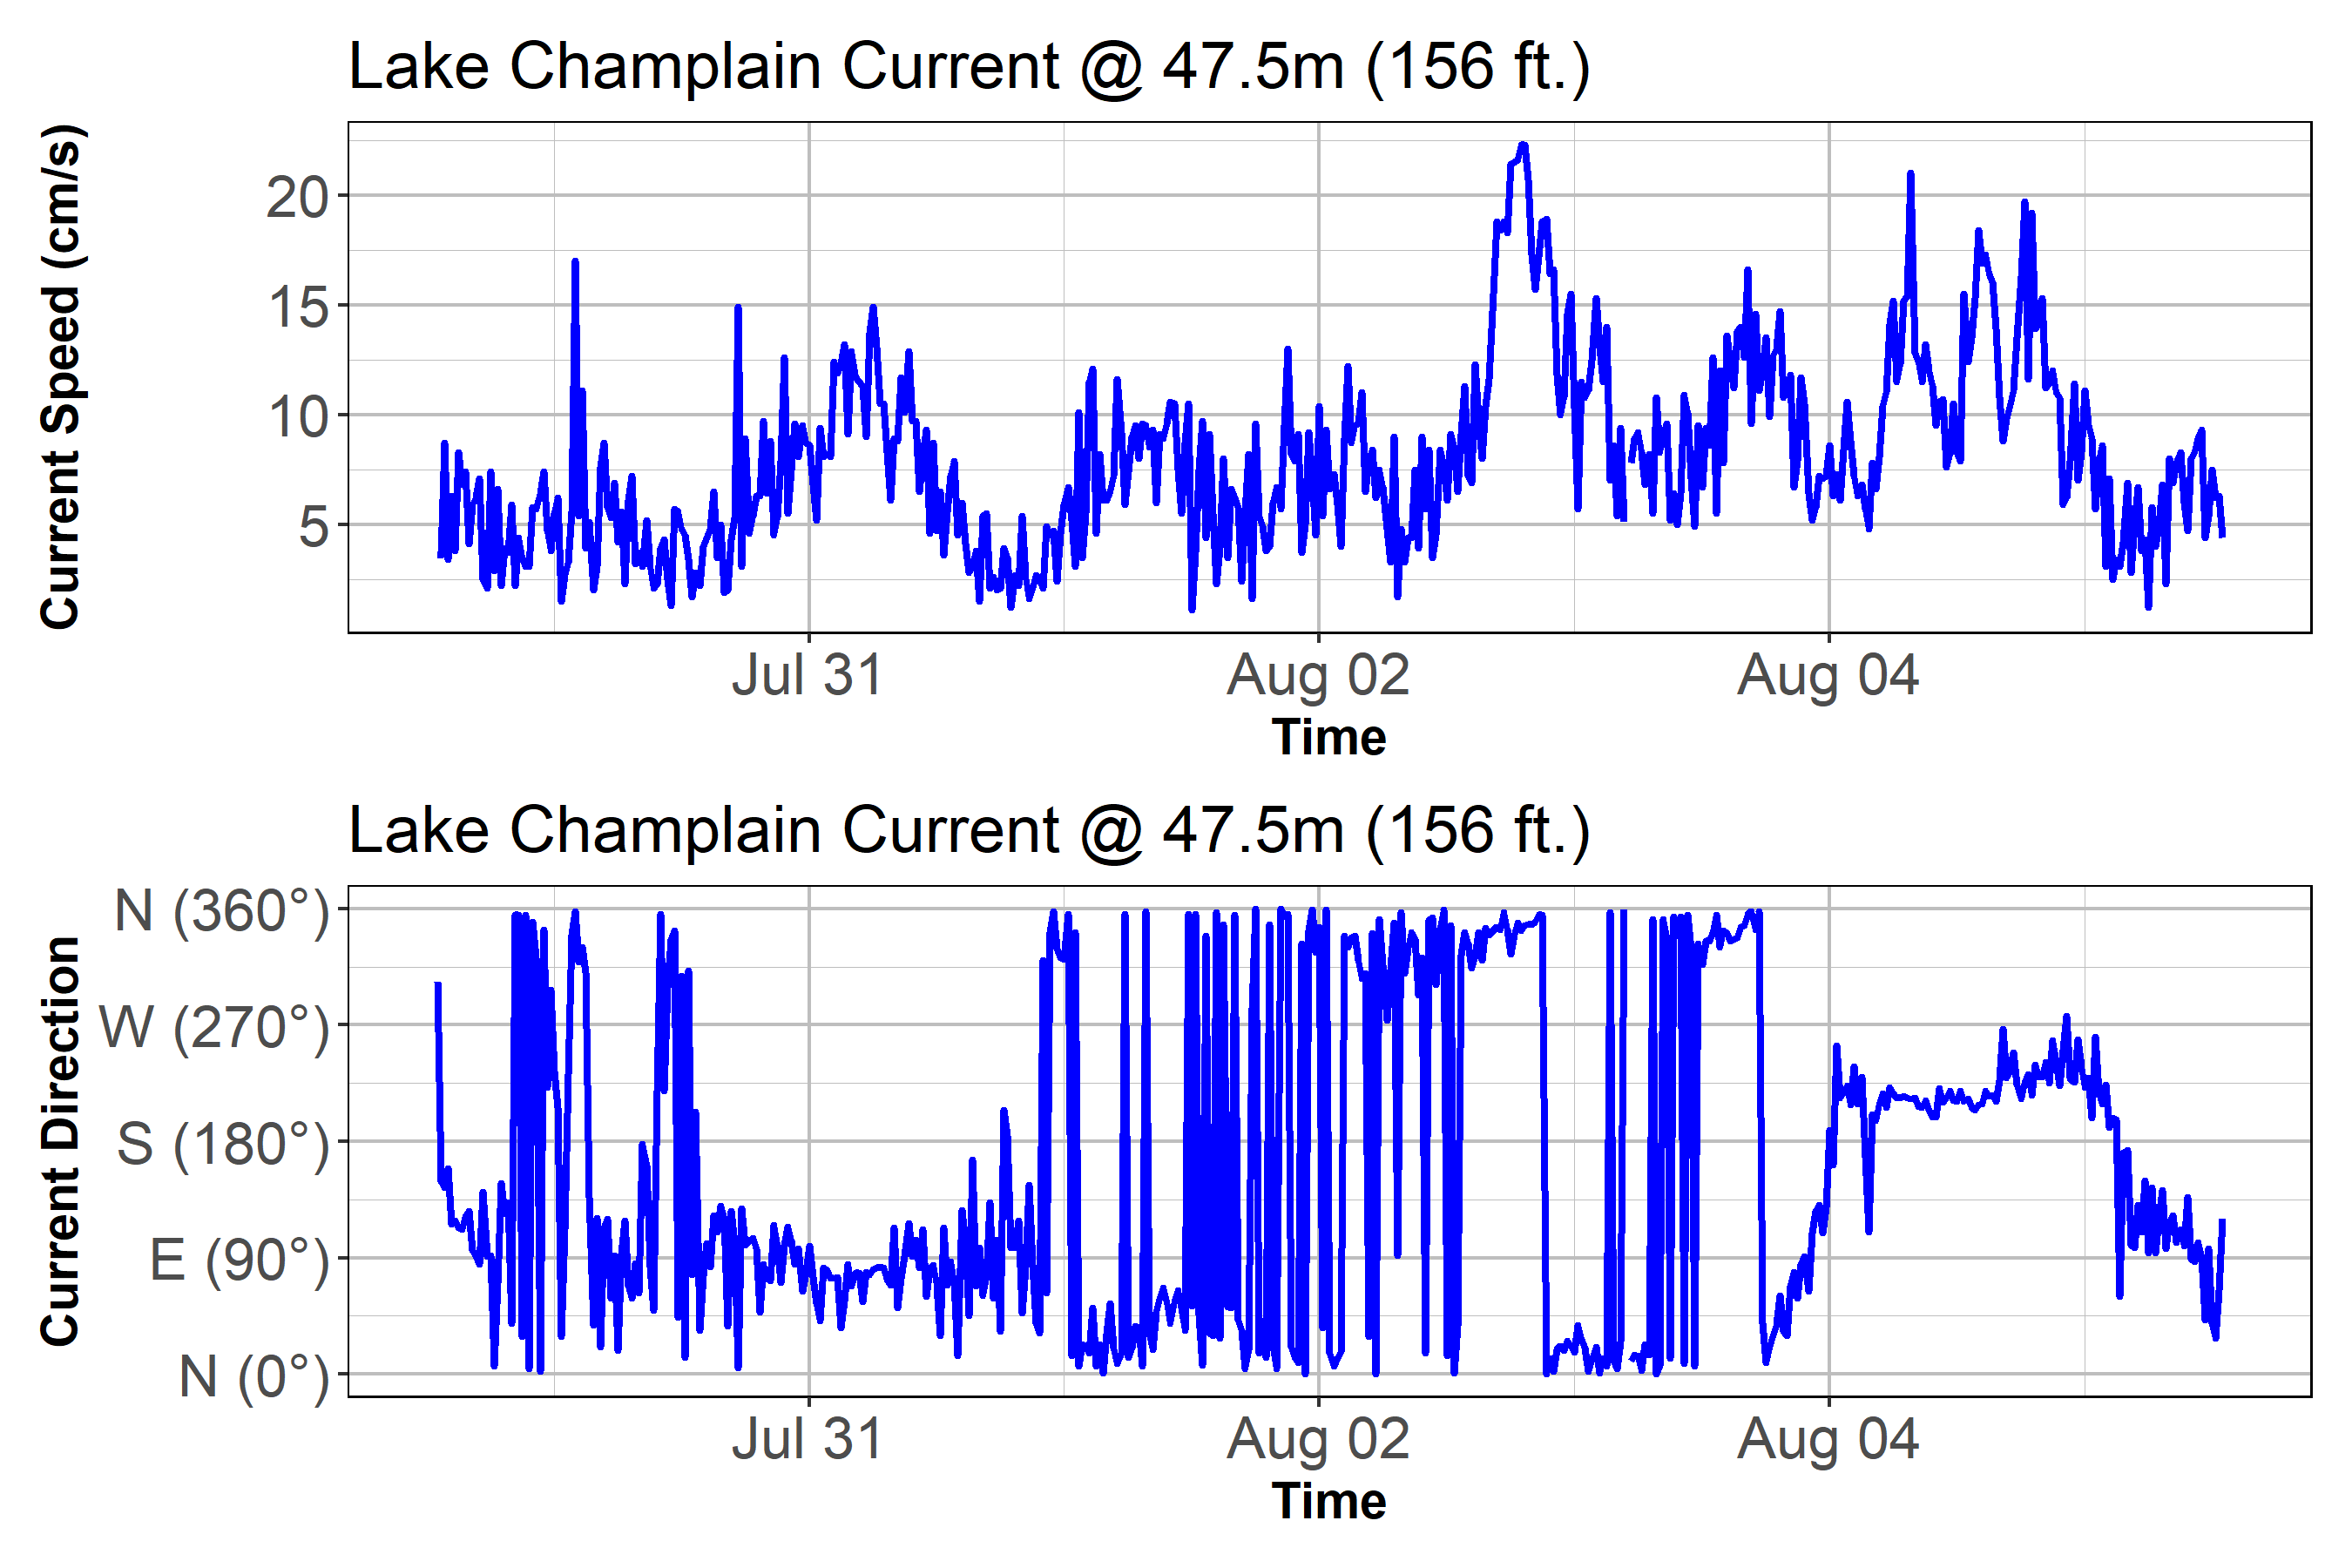 Lake Champlain Current @ 47.5m (156 ft.)
Current Speed (cm/s)
20
15
10
5
Jul 31 Aug 02 Aug 04
Time
Lake Champlain Current @ 47.5m (156 ft.)
Current Direction
N (360°)
W (270°)
S (180°)
E (90°)
N (0°)
Jul 31 Aug 02 Aug 04
Time